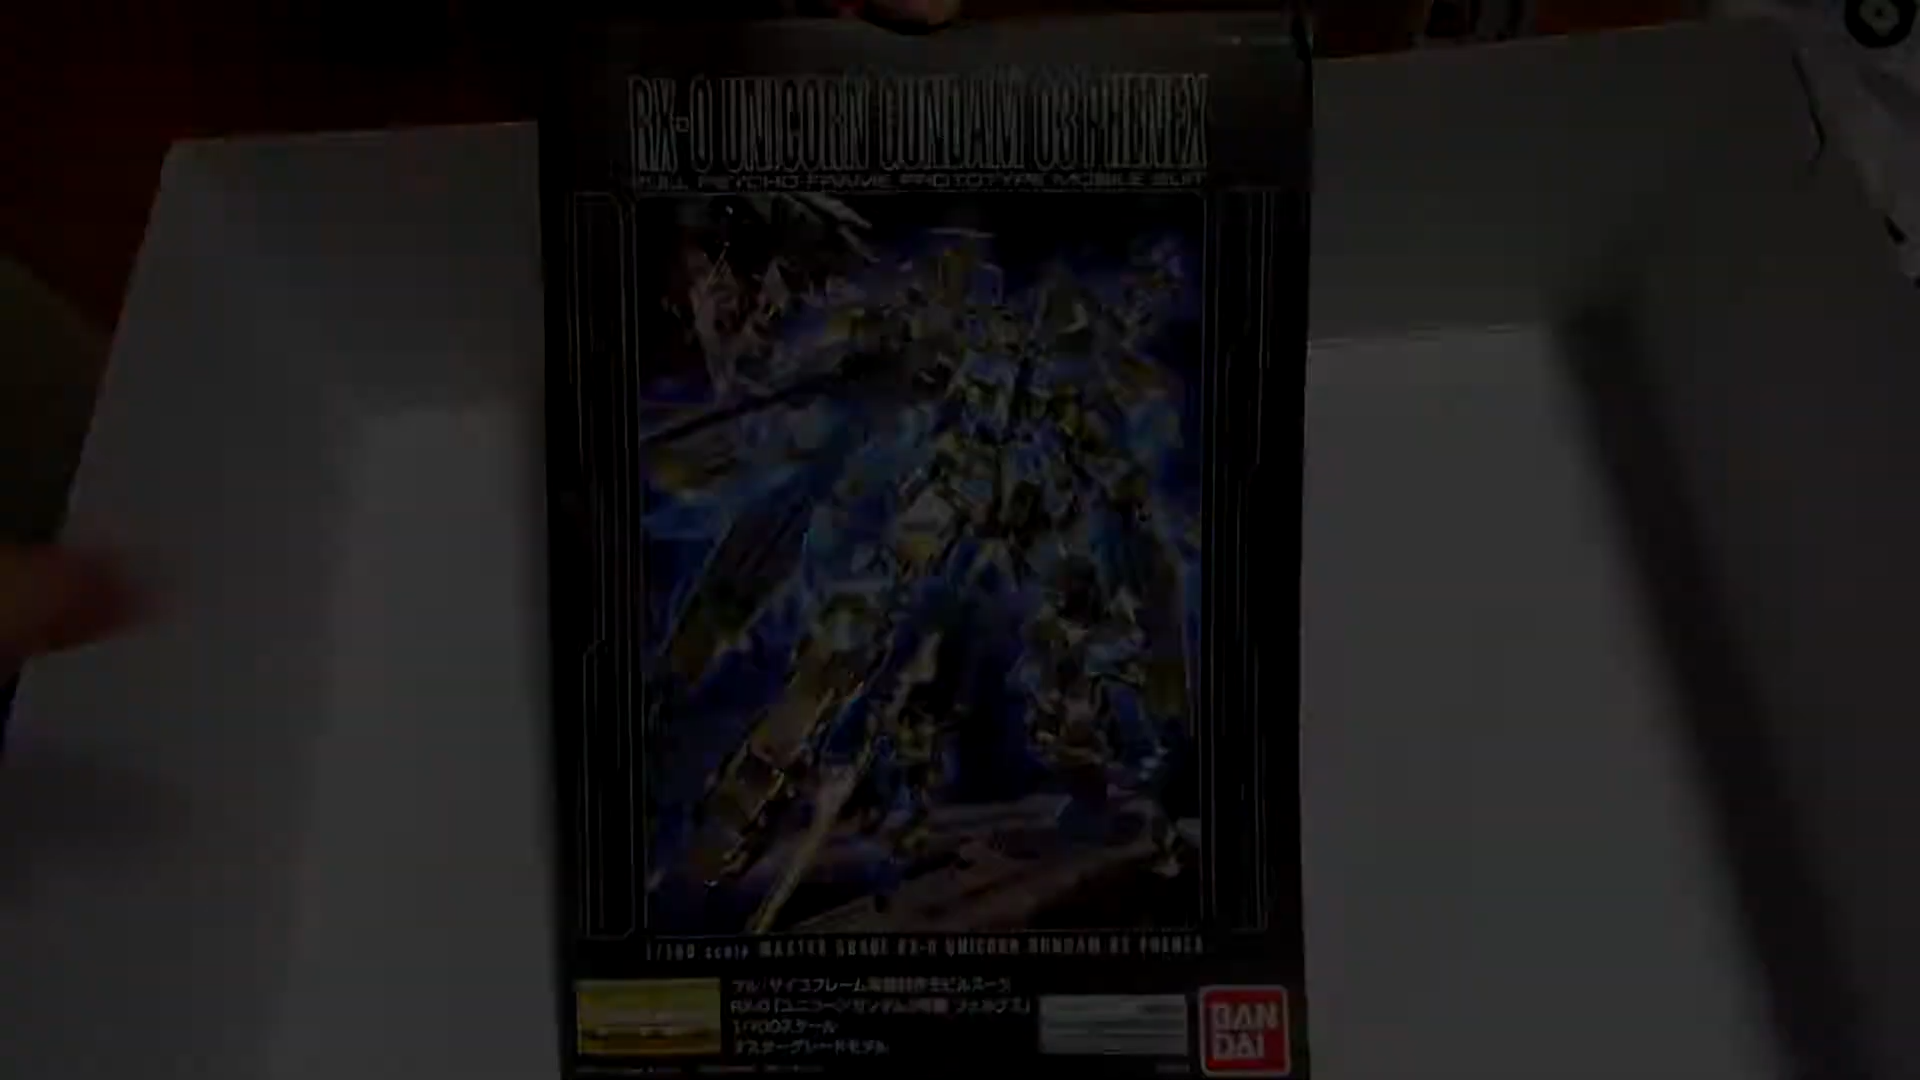 RX-0 UNICORN GUNDAM 03 PHENEX
FULL PSYCHO FRAME PROTOTYPE MOBILE SUIT
1/100 scale MASTER GRADE RX-0 UNICORN GUNDAM 03 PHENEX
フル・サイコフレーム実験試作モビルスーツ
RX-0「ユニコーンガンダム3号機 フェネクス」
1/100スケール
マスターグレードモデル
BAN
DAI